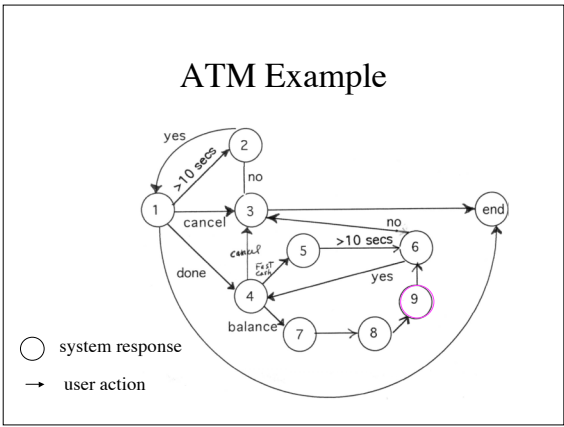 ATM Example
yes
2
>10 secs
no
1
cancel
3
end
no
cancel
5
>10 secs
6
done
Fast
Cash
yes
4
9
balance
7
8
system response
user action